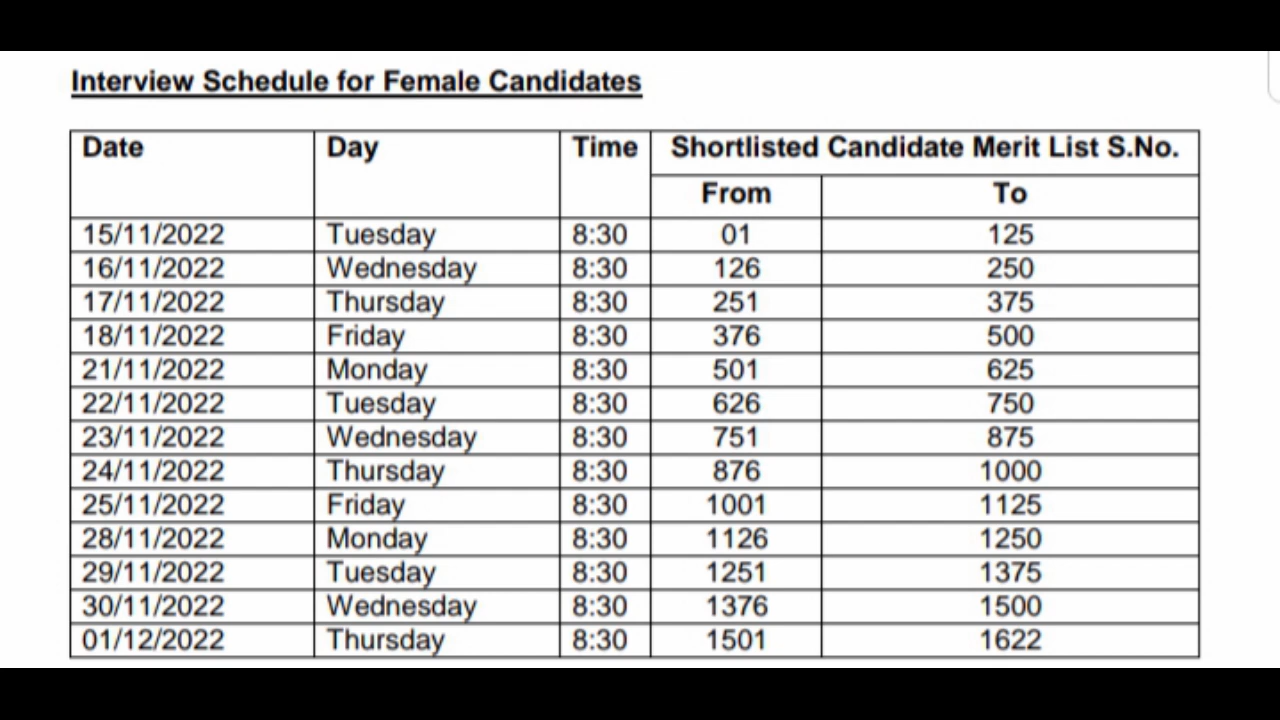 Interview Schedule for Female Candidates
Date Day Time Shortlisted Candidate Merit List S.No.
From To
15/11/2022 Tuesday 8:30 01 125
16/11/2022 Wednesday 8:30 126 250
17/11/2022 Thursday 8:30 251 375
18/11/2022 Friday 8:30 376 500
21/11/2022 Monday 8:30 501 625
22/11/2022 Tuesday 8:30 626 750
23/11/2022 Wednesday 8:30 751 875
24/11/2022 Thursday 8:30 876 1000
25/11/2022 Friday 8:30 1001 1125
28/11/2022 Monday 8:30 1126 1250
29/11/2022 Tuesday 8:30 1251 1375
30/11/2022 Wednesday 8:30 1376 1500
01/12/2022 Thursday 8:30 1501 1622